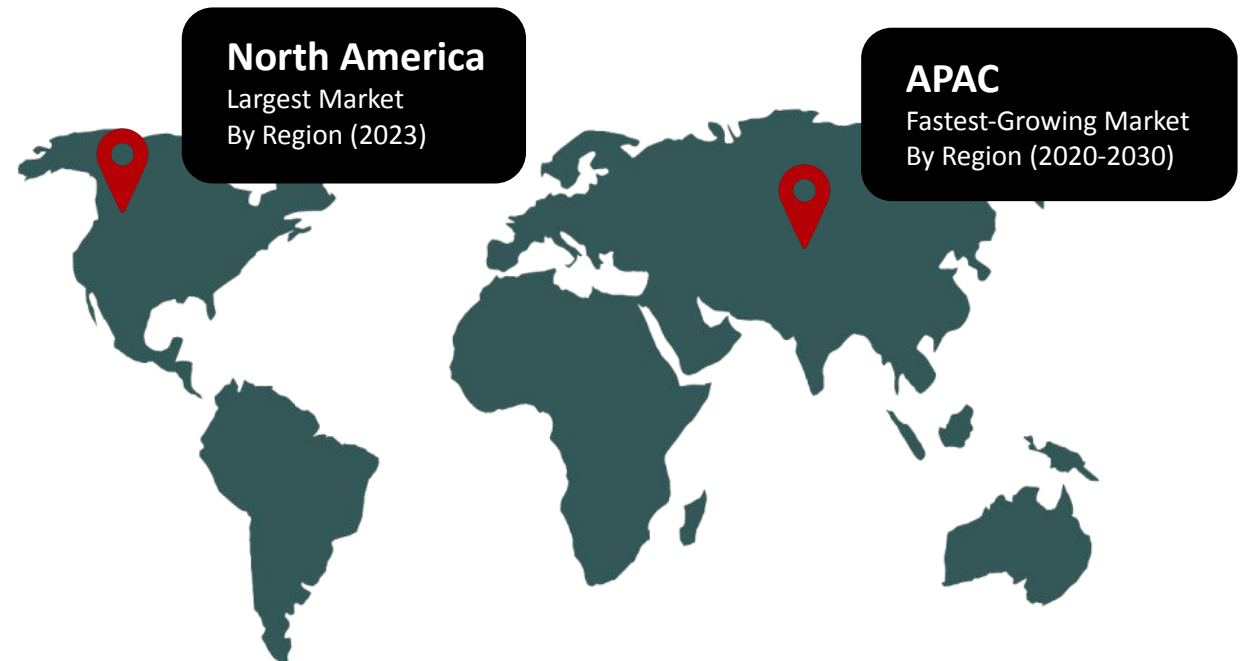 North America
Largest Market
By Region (2023)
APAC
Fastest-Growing Market
By Region (2020-2030)